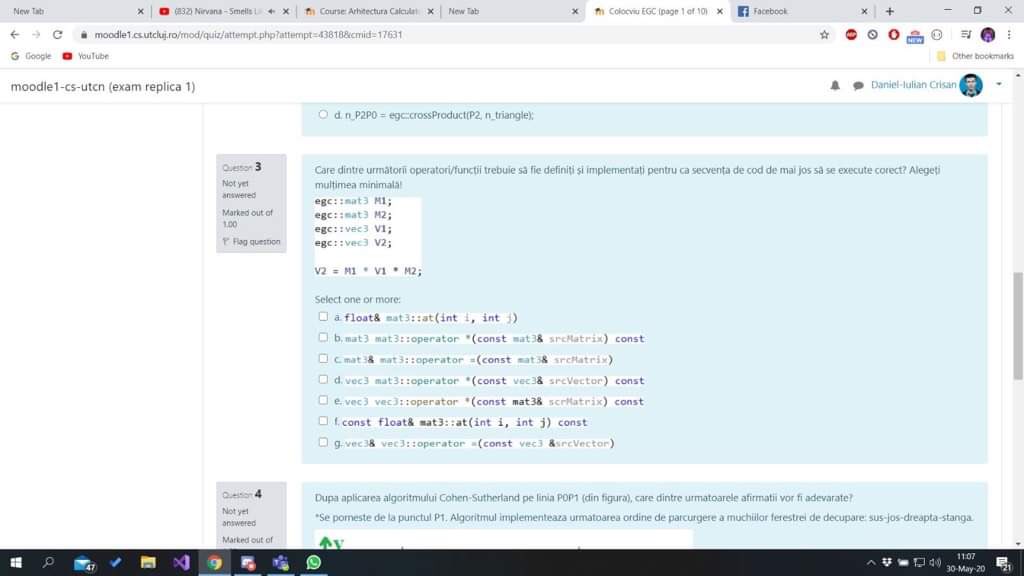 New Tab
(832) Nirvana - Smells Li
Course: Arhitectura Calculat
New Tab
Colocviu EGC (page 1 of 10)
Facebook
moodle1.cs.utcluj.ro/mod/quiz/attempt.php?attempt=43818&cmid=17631
ABP
NEW
Google
YouTube
Other bookmarks
moodle1-cs-utcn (exam replica 1)
Daniel-Iulian Crisan
d. n_P2P0 = egc::crossProduct(P2, n_triangle);
Question 3
Not yet
answered
Marked out of
1.00
Flag question
Care dintre următorii operatori/funcții trebuie să fie definiți și implementați pentru ca secvența de cod de mai jos să se execute corect? Alegeți
mulțimea minimală!
egc::mat3 M1;
egc::mat3 M2;
egc::vec3 V1;
egc::vec3 V2;
V2 = M1 * V1 * M2;
Select one or more:
a. float& mat3::at(int i, int j)
b. mat3 mat3::operator *(const mat3& srcMatrix) const
c. mat3& mat3::operator =(const mat3& srcMatrix)
d. vec3 mat3::operator *(const vec3& srcVector) const
e. vec3 vec3::operator *(const mat3& scrMatrix) const
f. const float& mat3::at(int i, int j) const
g. vec3& vec3::operator =(const vec3 &srcVector)
Question 4
Not yet
answered
Marked out of
Dupa aplicarea algoritmului Cohen-Sutherland pe linia P0P1 (din figura), care dintre urmatoarele afirmatii vor fi adevarate?
*Se porneste de la punctul P1. Algoritmul implementeaza urmatoarea ordine de parcurgere a muchiilor ferestrei de decupare: sus-jos-dreapta-stanga.
y
47
11:07
30-May-20
21